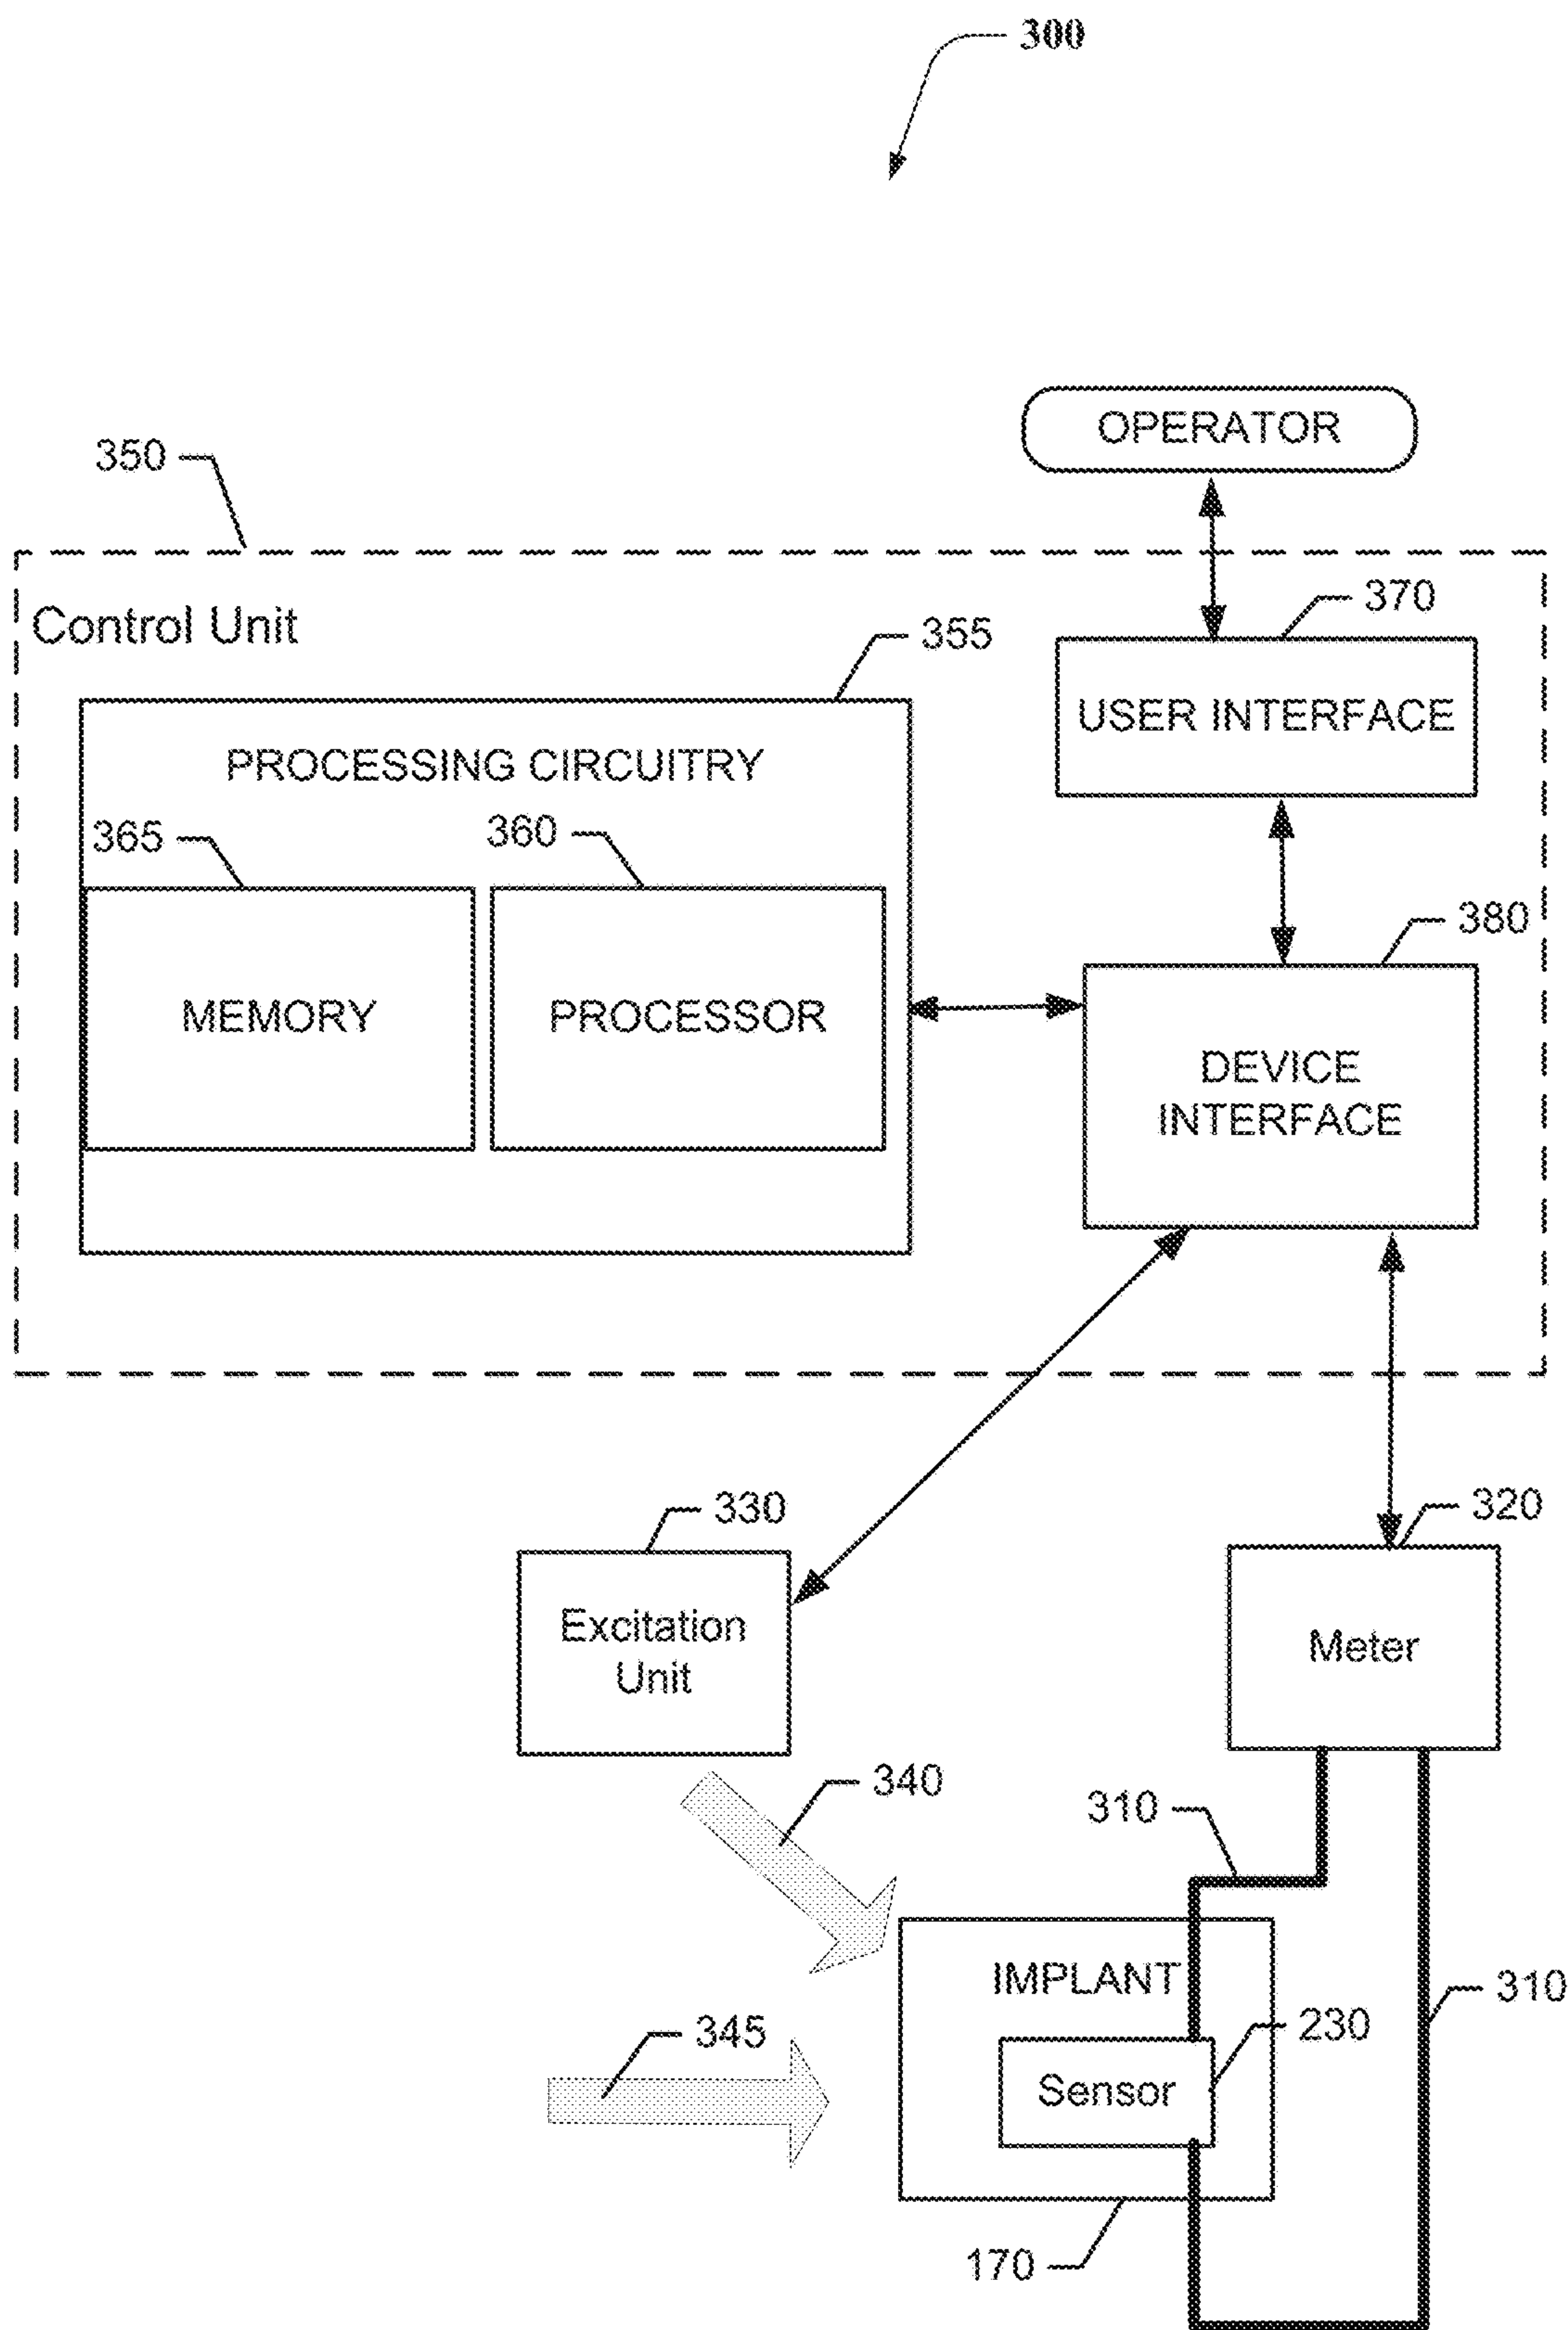 300
OPERATOR
350
Control Unit
370
355
USER INTERFACE
PROCESSING CIRCUITRY
365
360
380
MEMORY
PROCESSOR
DEVICE
INTERFACE
330
320
Excitation
Unit
Meter
340
310
IMPLANT
310
345
230
Sensor
170